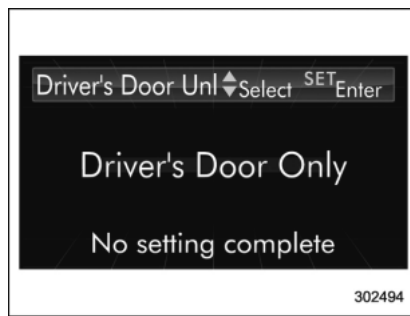 Driver's Door Unl Select SET Enter
Driver's Door Only
No setting complete
302494